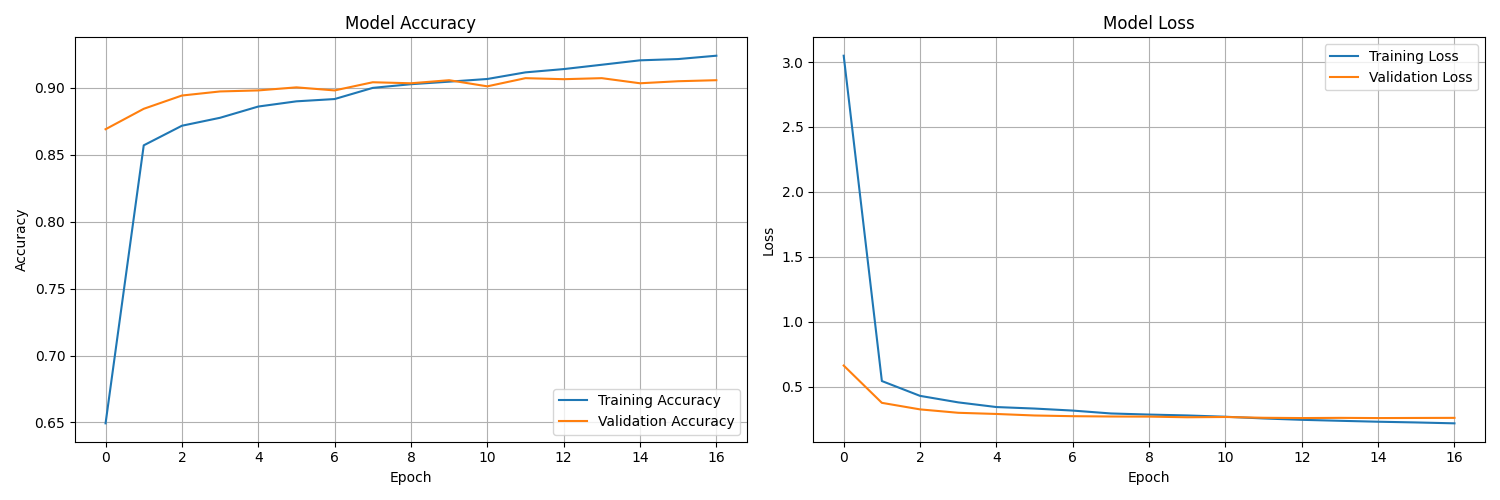 Model Accuracy
Accuracy
0.90
0.85
0.80
0.75
0.70
0.65
Training Accuracy
Validation Accuracy
0 2 4 6 8 10 12 14 16
Epoch
Model Loss
Loss
3.0
2.5
2.0
1.5
1.0
0.5
Training Loss
Validation Loss
0 2 4 6 8 10 12 14 16
Epoch